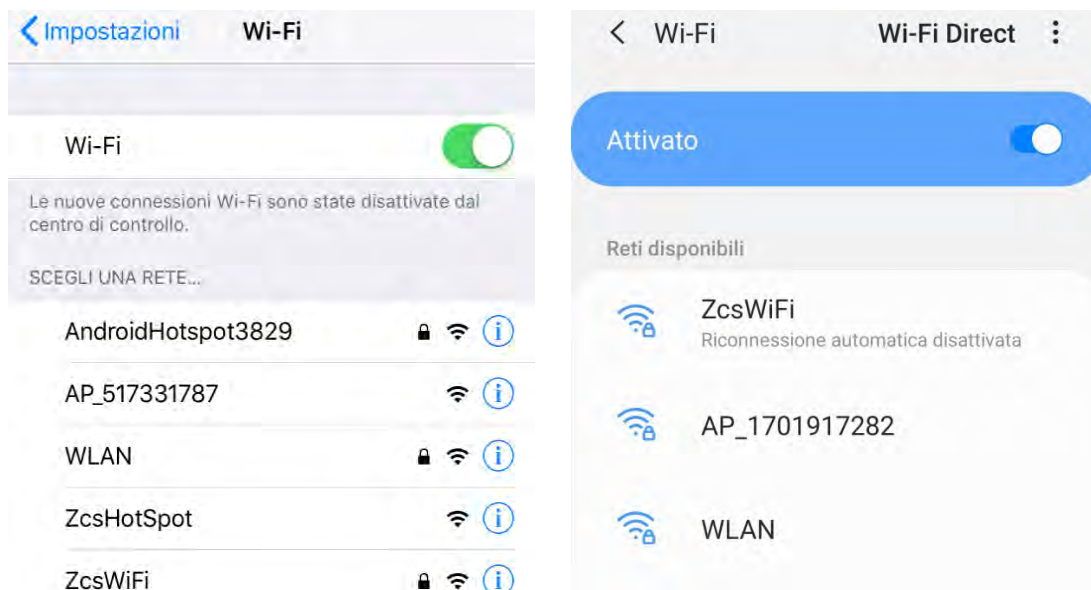 Impostazioni Wi-Fi
Wi-Fi
Le nuove connessioni Wi-Fi sono state disattivate dal
centro di controllo.
SCEGLI UNA RETE...
AndroidHotspot3829
AP_517331787
WLAN
ZcsHotSpot
ZcsWiFi
Wi-Fi Wi-Fi Direct
Attivato
Reti disponibili
ZcsWiFi
Riconnessione automatica disattivata
AP_1701917282
WLAN